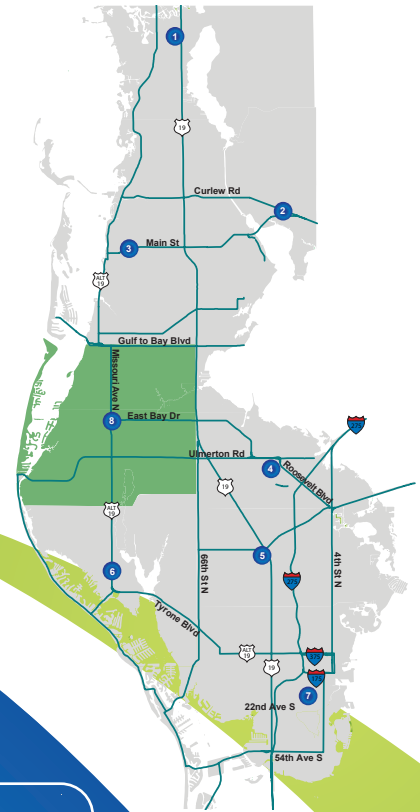 1
19
Curlew Rd
2
Main St
3
ALT
19
Gulf to Bay Blvd
Missouri Ave N
East Bay Dr
8
275
Ulmerton Rd
4
Roosevelt Blvd
19
ALT
19
5
66th St N
4th St N
6
275
Tyrone Blvd
ALT
19
375
19
175
7
22nd Ave S
54th Ave S